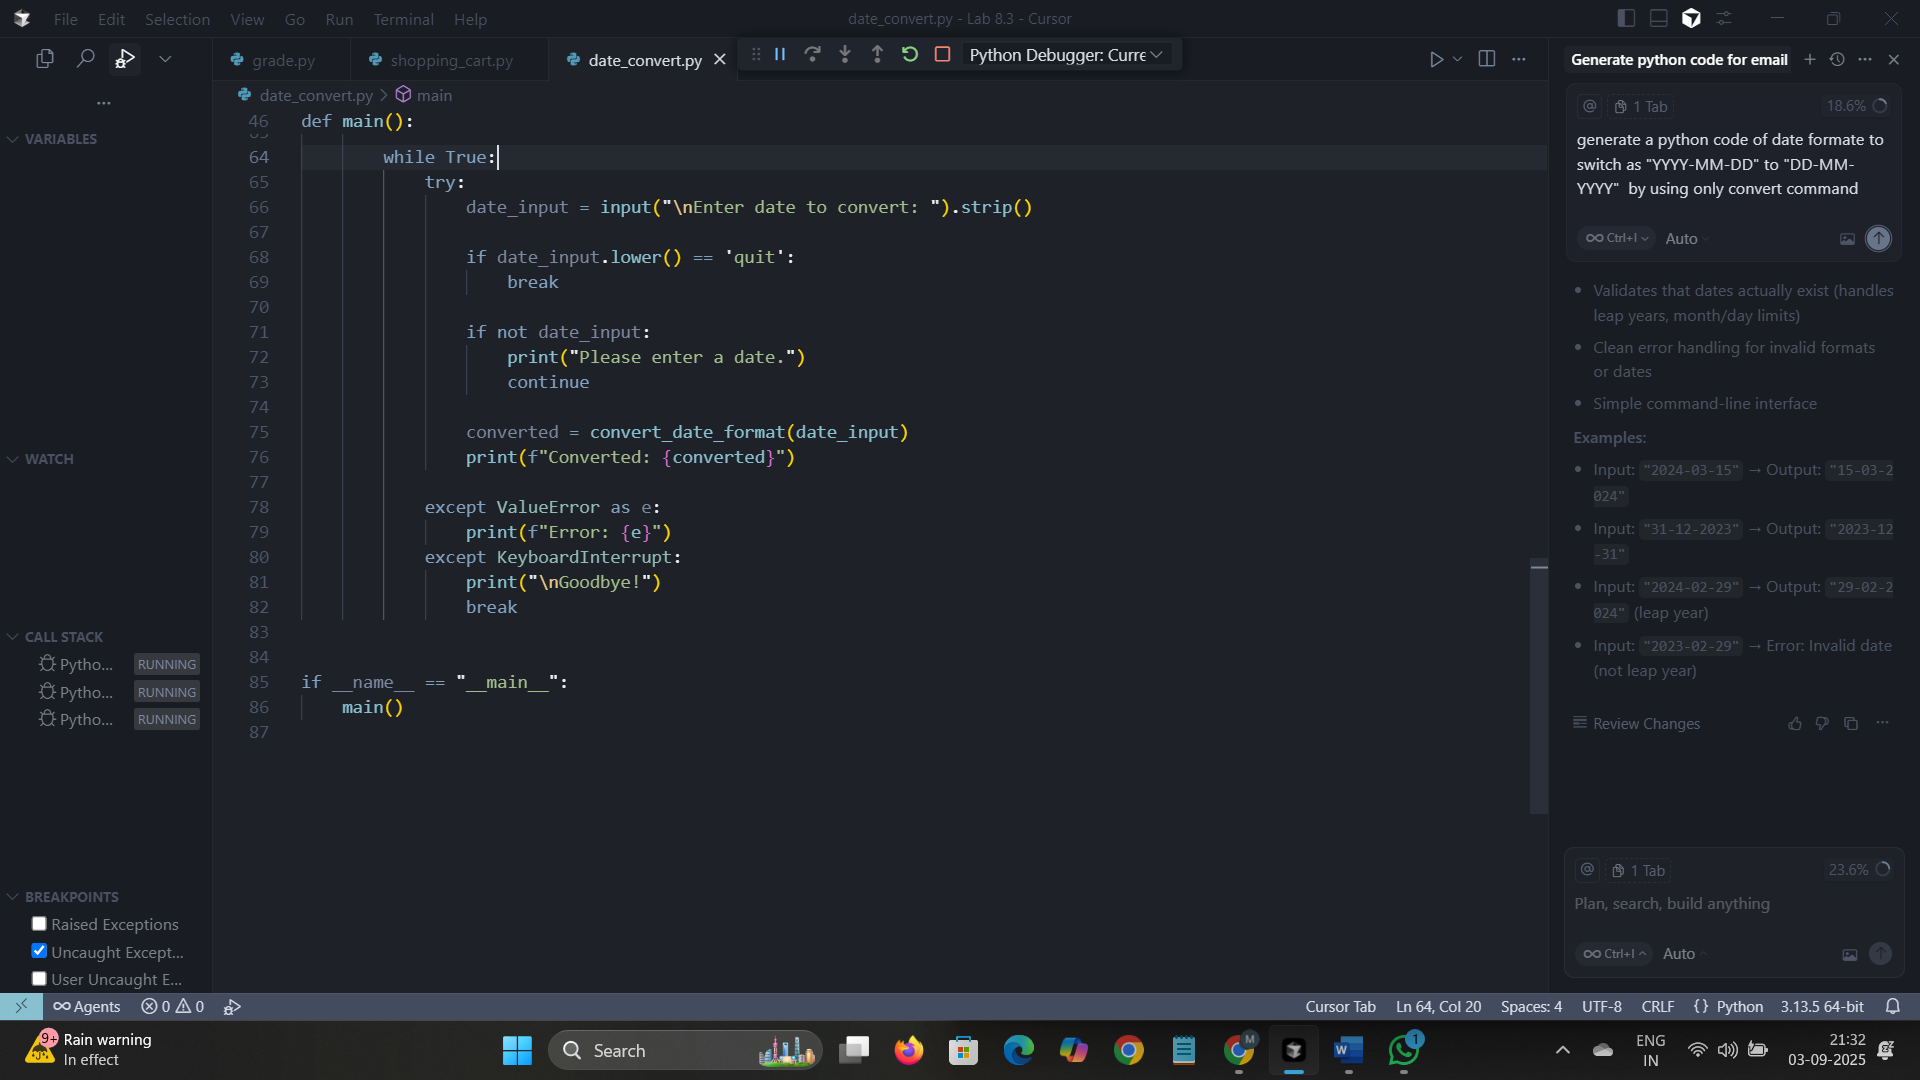 File Edit Selection View Go Run Terminal Help
date_convert.py - Lab 8.3 - Cursor
grade.py
shopping_cart.py
date_convert.py
Python Debugger: Curre
date_convert.py > main
VARIABLES
WATCH
CALL STACK
Pytho... RUNNING
Pytho... RUNNING
Pytho... RUNNING
BREAKPOINTS
Raised Exceptions
Uncaught Except...
User Uncaught E...
46 def main():
64 while True:
65 try:
66 date_input = input("\nEnter date to convert: ").strip()
67
68 if date_input.lower() == 'quit':
69 break
70
71 if not date_input:
72 print("Please enter a date.")
73 continue
74
75 converted = convert_date_format(date_input)
76 print(f"Converted: {converted}")
77
78 except ValueError as e:
79 print(f"Error: {e}")
80 except KeyboardInterrupt:
81 print("\nGoodbye!")
82 break
83
84
85 if __name__ == "__main__":
86 main()
87
Generate python code for email
@ 1 Tab 18.6%
generate a python code of date formate to
switch as "YYYY-MM-DD" to "DD-MM-
YYYY" by using only convert command
∞ Ctrl+I Auto
• Validates that dates actually exist (handles
leap years, month/day limits)
• Clean error handling for invalid formats
or dates
• Simple command-line interface
Examples:
• Input: "2024-03-15" → Output: "15-03-2
024"
• Input: "31-12-2023" → Output: "2023-12
-31"
• Input: "2024-02-29" → Output: "29-02-2
024" (leap year)
• Input: "2023-02-29" → Error: Invalid date
(not leap year)
Review Changes
@ 1 Tab 23.6%
Plan, search, build anything
∞ Ctrl+I Auto
Agents 0 0
Cursor Tab Ln 64, Col 20 Spaces: 4 UTF-8 CRLF {} Python 3.13.5 64-bit
9+
Rain warning
In effect
Search
M
W
1
ENG
IN
21:32
03-09-2025